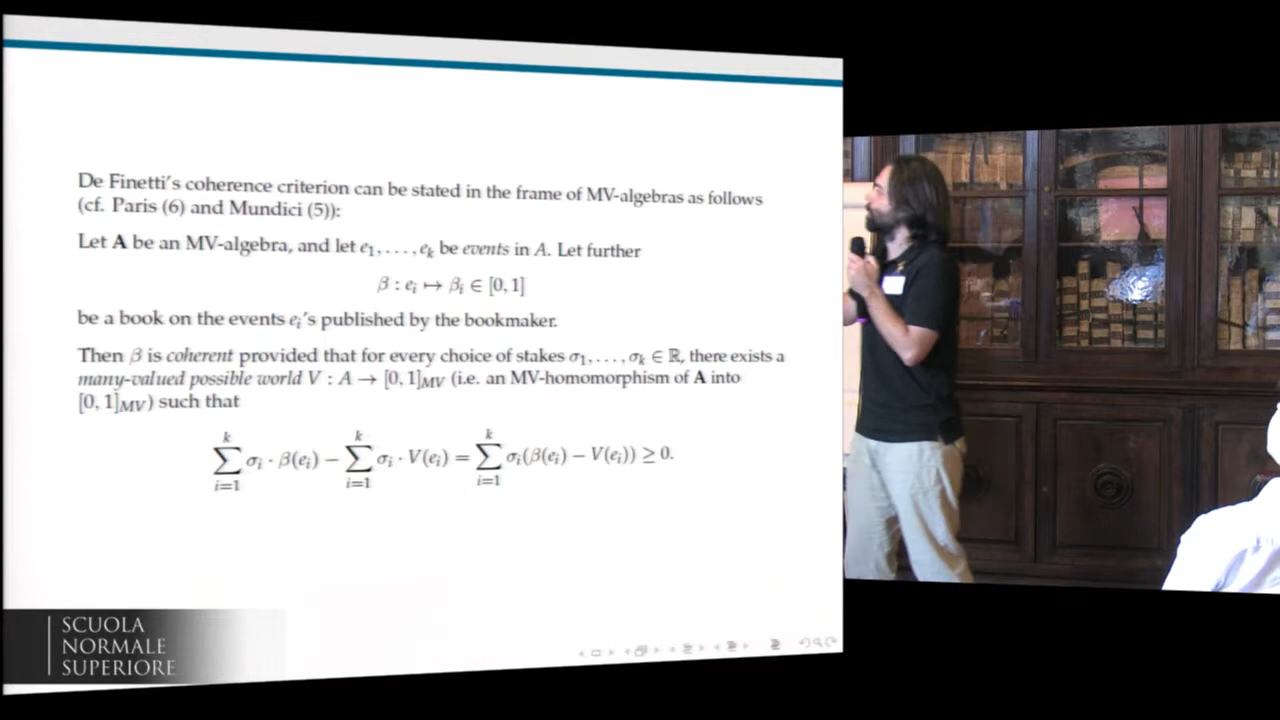 De Finetti's coherence criterion can be stated in the frame of MV-algebras as follows
(cf. Paris (6) and Mundici (5)):
Let A be an MV-algebra, and let e₁, . . . , eₖ be events in A. Let further
β : eᵢ ↦ βᵢ ∈ [0, 1]
be a book on the events eᵢ's published by the bookmaker.
Then β is coherent provided that for every choice of stakes σ₁, . . . , σₖ ∈ ℝ, there exists a
many-valued possible world V : A → [0, 1]_MV (i.e. an MV-homomorphism of A into
[0, 1]_MV) such that
∑_{i=1}^{k} σᵢ · β(eᵢ) − ∑_{i=1}^{k} σᵢ · V(eᵢ) = ∑_{i=1}^{k} σᵢ(β(eᵢ) − V(eᵢ)) ≥ 0.
SCUOLA
NORMALE
SUPERIORE